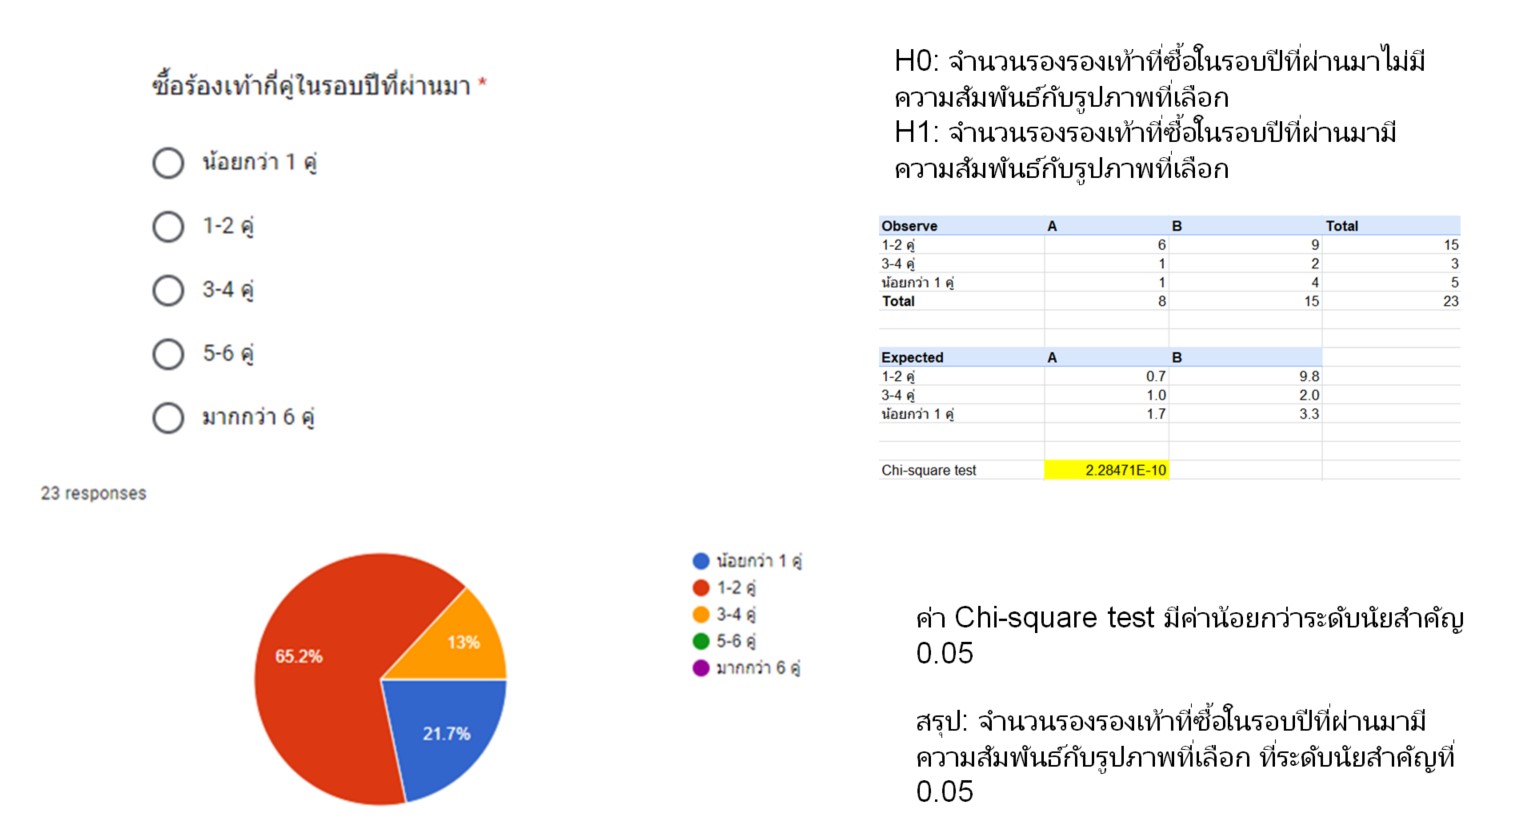 ซื้อร้องเท้ากี่คู่ในรอบปีที่ผ่านมา *
น้อยกว่า 1 คู่
1-2 คู่
3-4 คู่
5-6 คู่
มากกว่า 6 คู่
23 responses
65.2%
13%
21.7%
น้อยกว่า 1 คู่
1-2 คู่
3-4 คู่
5-6 คู่
มากกว่า 6 คู่
H0: จำนวนรองรองเท้าที่ซื้อในรอบปีที่ผ่านมาไม่มี
ความสัมพันธ์กับรูปภาพที่เลือก
H1: จำนวนรองรองเท้าที่ซื้อในรอบปีที่ผ่านมามี
ความสัมพันธ์กับรูปภาพที่เลือก
Observe A B Total
1-2 คู่ 6 9 15
3-4 คู่ 1 2 3
น้อยกว่า 1 คู่ 1 4 5
Total 8 15 23
Expected A B
1-2 คู่ 0.7 9.8
3-4 คู่ 1.0 2.0
น้อยกว่า 1 คู่ 1.7 3.3
Chi-square test 2.28471E-10
ค่า Chi-square test มีค่าน้อยกว่าระดับนัยสำคัญ
0.05
สรุป: จำนวนรองรองเท้าที่ซื้อในรอบปีที่ผ่านมามี
ความสัมพันธ์กับรูปภาพที่เลือก ที่ระดับนัยสำคัญที่
0.05